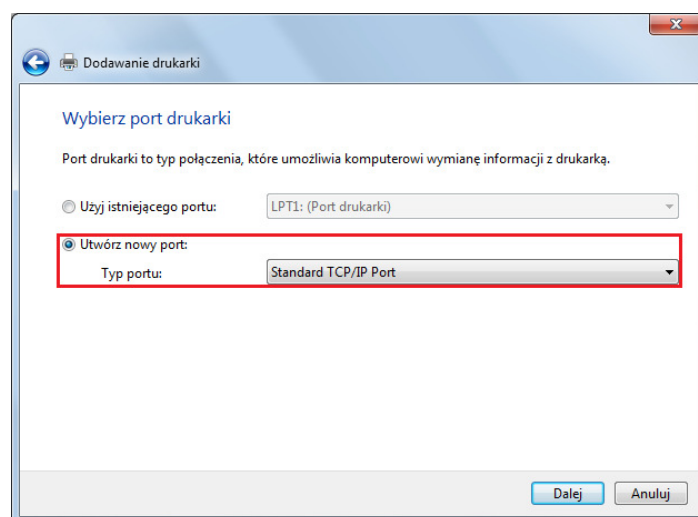 Dodawanie drukarki
Wybierz port drukarki
Port drukarki to typ połączenia, które umożliwia komputerowi wymianę informacji z drukarką.
Użyj istniejącego portu: LPT1: (Port drukarki)
Utwórz nowy port:
Typ portu: Standard TCP/IP Port
Dalej Anuluj